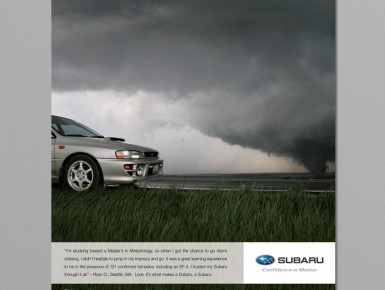 "I'm studying toward a Master's in Meteorology, so when I got the chance to go storm
chasing, I didn't hesitate to jump in my Impreza and go. It was a great learning experience
to be in the presence of "21 confirmed tornados, including an EF-4. I trusted my Subaru
through it all." – Ryan O., Seattle, WA. Love. It's what makes a Subaru, a Subaru.
SUBARU
Confidence in Motion